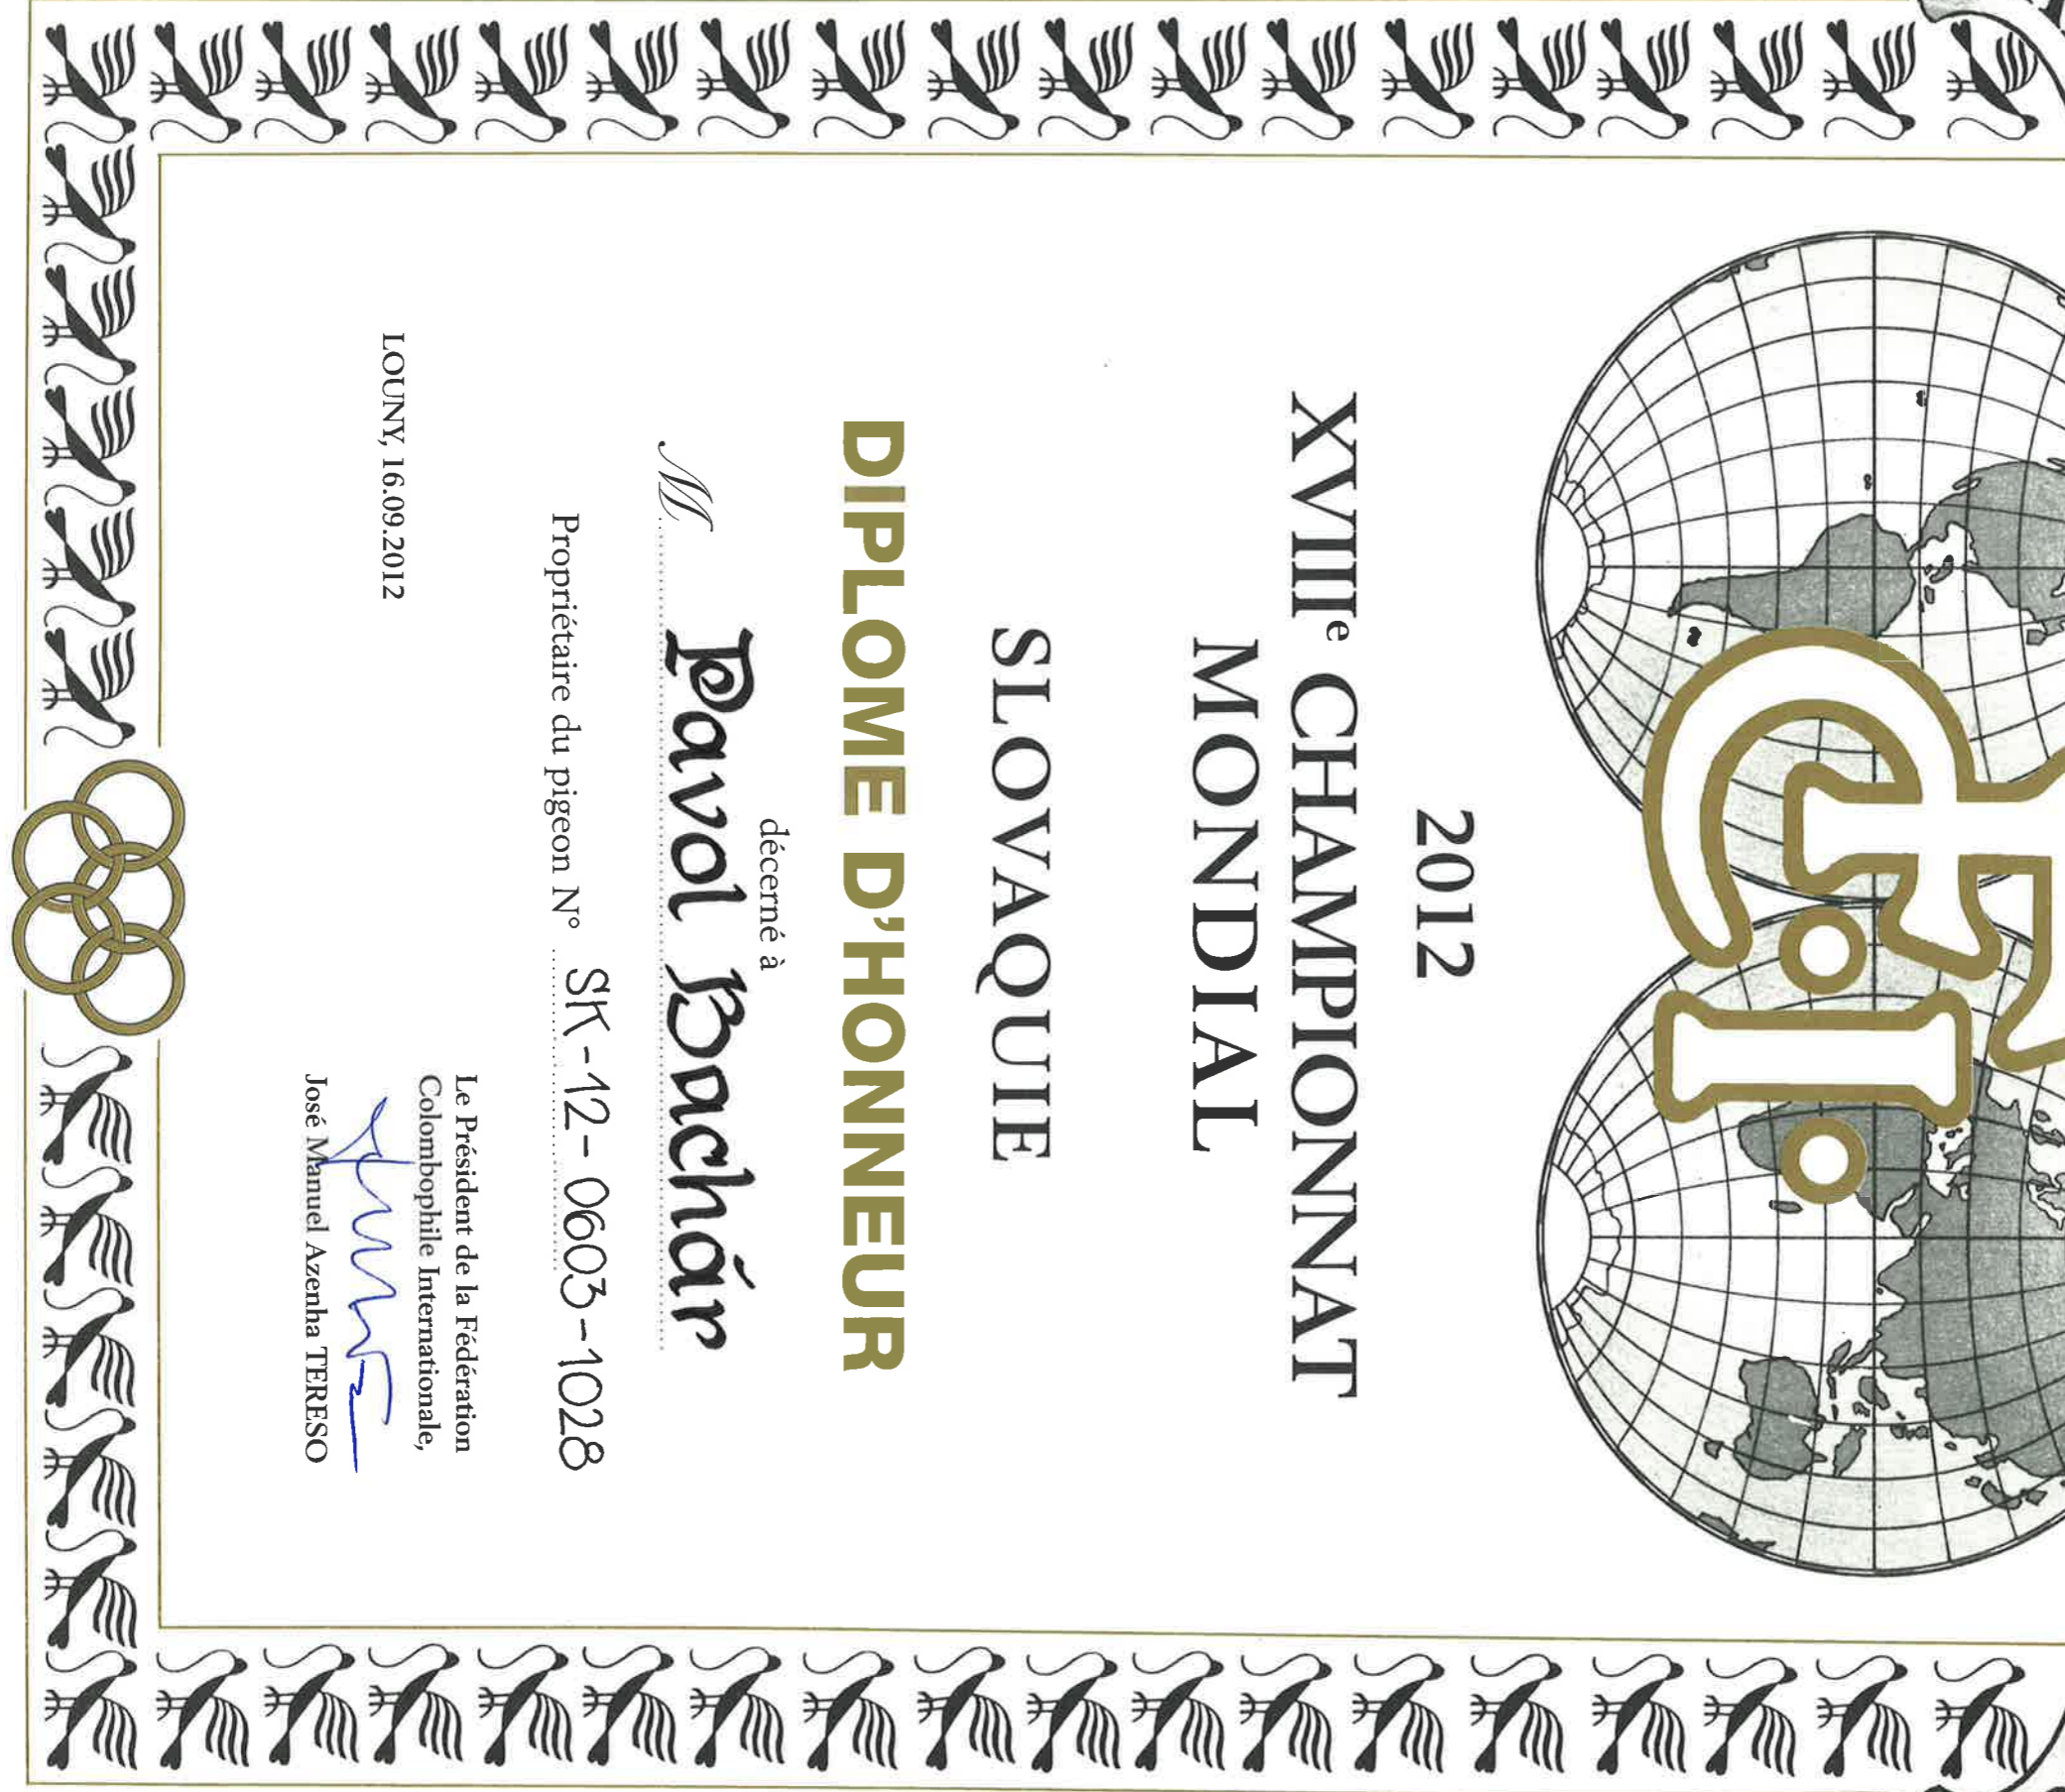 F.C.I.
2012
XVIIIe CHAMPIONNAT
MONDIAL
SLOVAQUIE
DIPLOME D'HONNEUR
décerné à
M Pavol Bachár
Propriétaire du pigeon N° SK-12-0603-1028
LOUNY, 16.09.2012
Le Président de la Fédération
Colombophile Internationale,
José Manuel Azenha TERESO